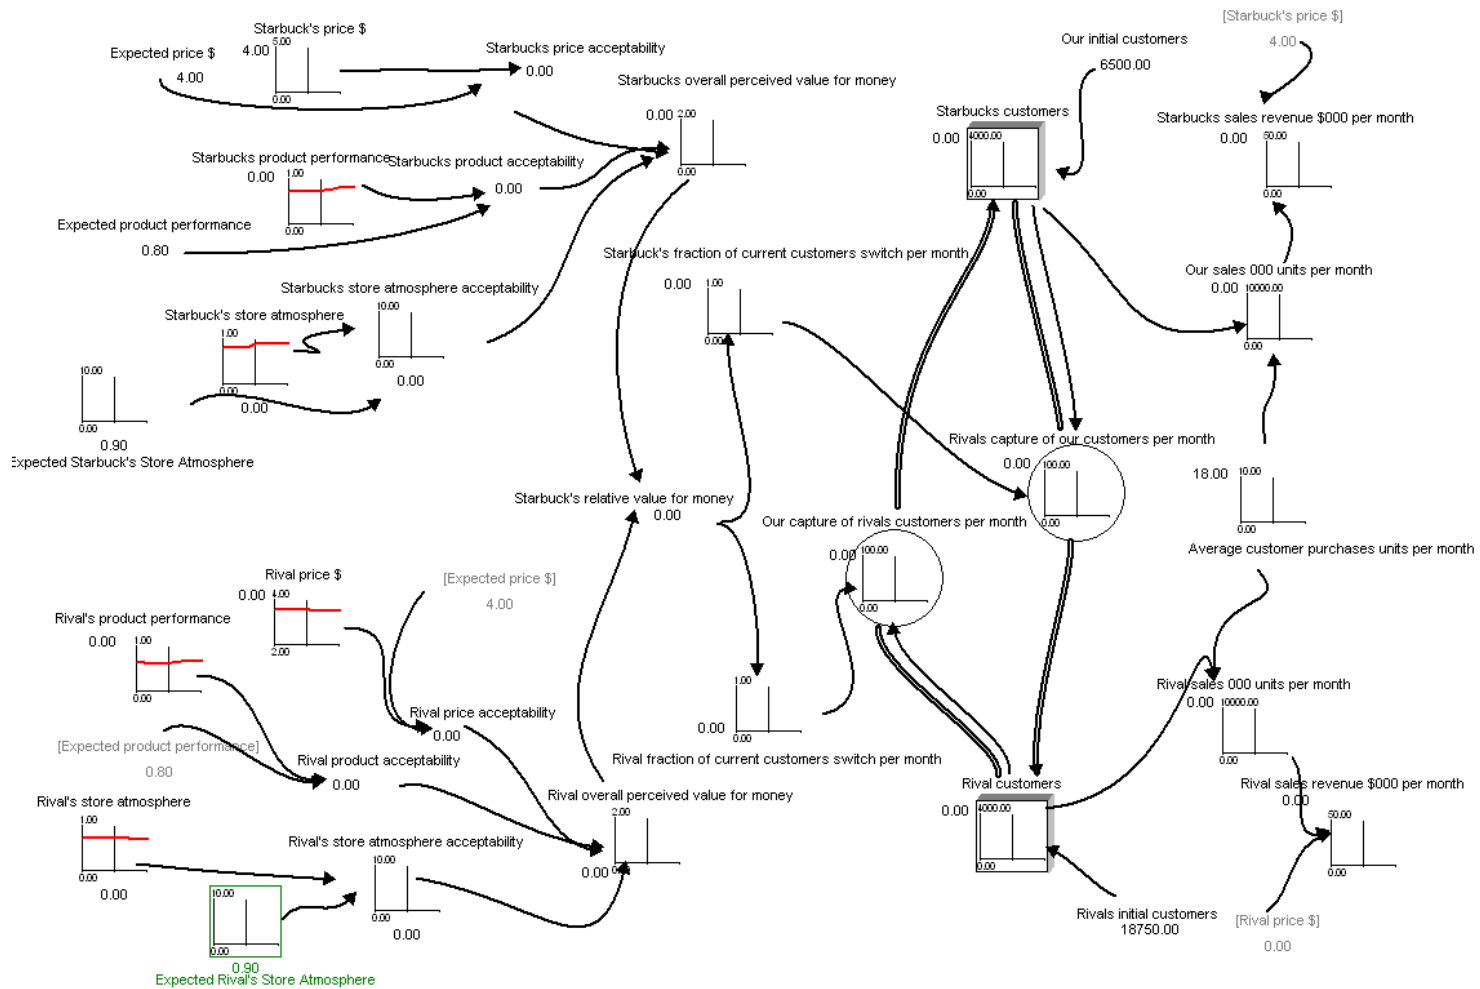 [Starbuck's price $]
4.00
Starbuck's price $
4.00
5.00
0.00
Expected price $
4.00
Starbucks price acceptability
0.00
Our initial customers
6500.00
Starbucks overall perceived value for money
0.00
2.00
0.00
Starbucks customers
0.00
4000.00
0.00
Starbucks sales revenue $000 per month
0.00
50.00
0.00
Starbucks product performance
0.00
1.00
0.00
Starbucks product acceptability
0.00
Expected product performance
0.80
Starbuck's fraction of current customers switch per month
0.00
1.00
0.00
Our sales 000 units per month
0.00
10000.00
0.00
Starbucks store atmosphere acceptability
10.00
0.00
0.00
Starbuck's store atmosphere
1.00
0.00
0.00
10.00
0.00
0.90
Expected Starbuck's Store Atmosphere
Rivals capture of our customers per month
0.00
100.00
0.00
18.00
10.00
0.00
Average customer purchases units per month
Starbuck's relative value for money
0.00
Our capture of rivals customers per month
0.00
100.00
0.00
Rival price $
0.00
4.00
2.00
[Expected price $]
4.00
Rival's product performance
0.00
1.00
0.00
Rival price acceptability
0.00
1.00
0.00
0.00
Rival fraction of current customers switch per month
Rival sales 000 units per month
0.00
10000.00
0.00
[Expected product performance]
0.80
Rival product acceptability
0.00
Rival customers
0.00
4000.00
0.00
Rival sales revenue $000 per month
0.00
50.00
0.00
Rival's store atmosphere
1.00
0.00
0.00
Rival overall perceived value for money
2.00
0.00
0.00
Rival's store atmosphere acceptability
10.00
0.00
0.00
10.00
0.00
0.90
Expected Rival's Store Atmosphere
Rivals initial customers
18750.00
[Rival price $]
0.00